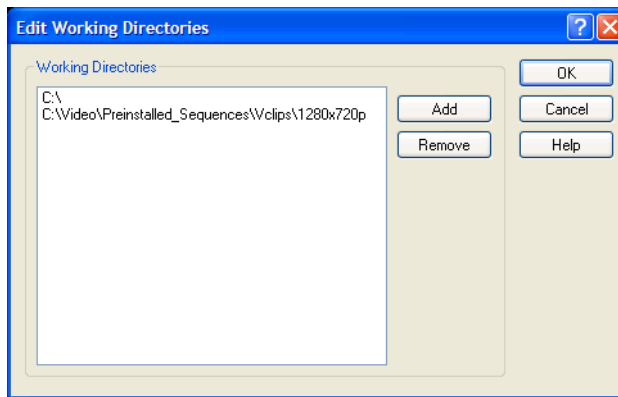 Edit Working Directories
?
X
Working Directories
C:\
C:\Video\Preinstalled_Sequences\Vclips\1280x720p
Add
Remove
OK
Cancel
Help